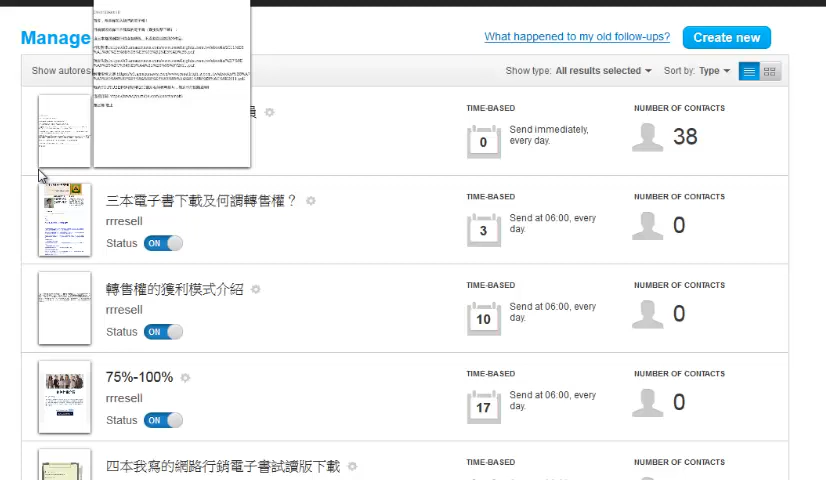 Manage
What happened to my old follow-ups?
Create new
Show autores
Show type: All results selected
Sort by: Type
員
TIME-BASED
0
Send immediately,
every day.
NUMBER OF CONTACTS
38
三本電子書下載及何謂轉售權？
rrresell
Status ON
TIME-BASED
3
Send at 06:00, every
day.
NUMBER OF CONTACTS
0
轉售權的獲利模式介紹
rrresell
Status ON
TIME-BASED
10
Send at 06:00, every
day.
NUMBER OF CONTACTS
0
75%-100%
rrresell
Status ON
TIME-BASED
17
Send at 06:00, every
day.
NUMBER OF CONTACTS
0
四本我寫的網路行銷電子書試讀版下載
TIME-BASED
NUMBER OF CONTACTS